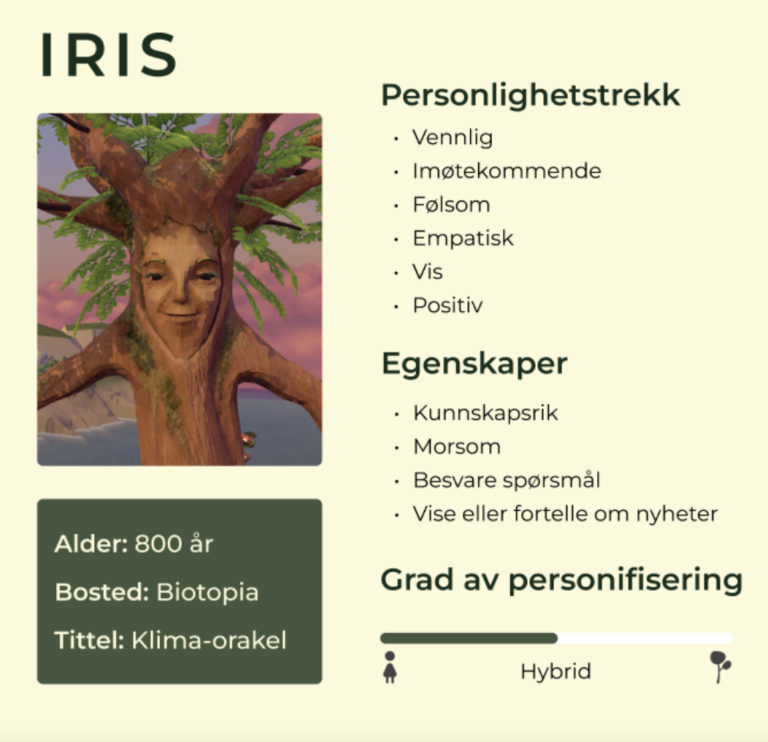 IRIS
Personlighetstrekk
• Vennlig
• Imøtekommende
• Følsom
• Empatisk
• Vis
• Positiv
Egenskaper
• Kunnskapsrik
• Morsom
• Besvare spørsmål
• Vise eller fortelle om nyheter
Alder: 800 år
Bosted: Biotopia
Tittel: Klima-orakel
Grad av personifisering
Hybrid